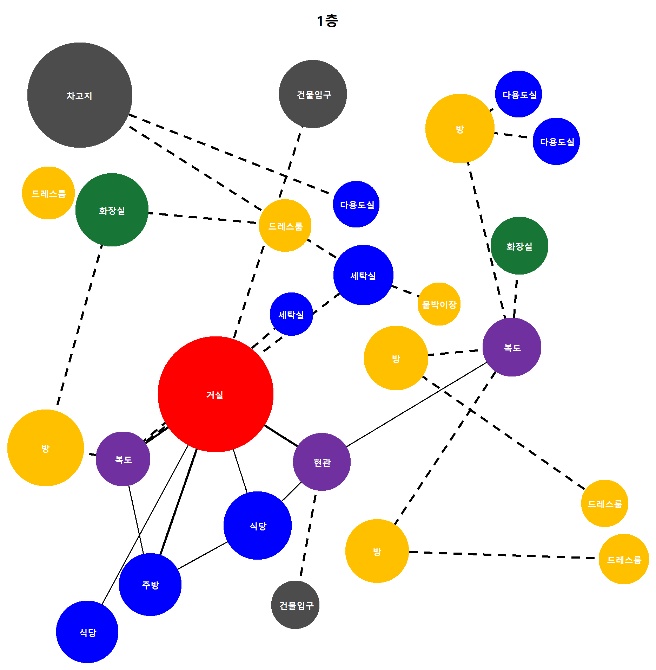 1층
차고지
건물입구
다용도실
방
다용도실
드레스룸
화장실
다용도실
드레스룸
화장실
세탁실
붙박이장
세탁실
복도
방
거실
방
복도
현관
드레스룸
식당
방
드레스룸
주방
건물입구
식당